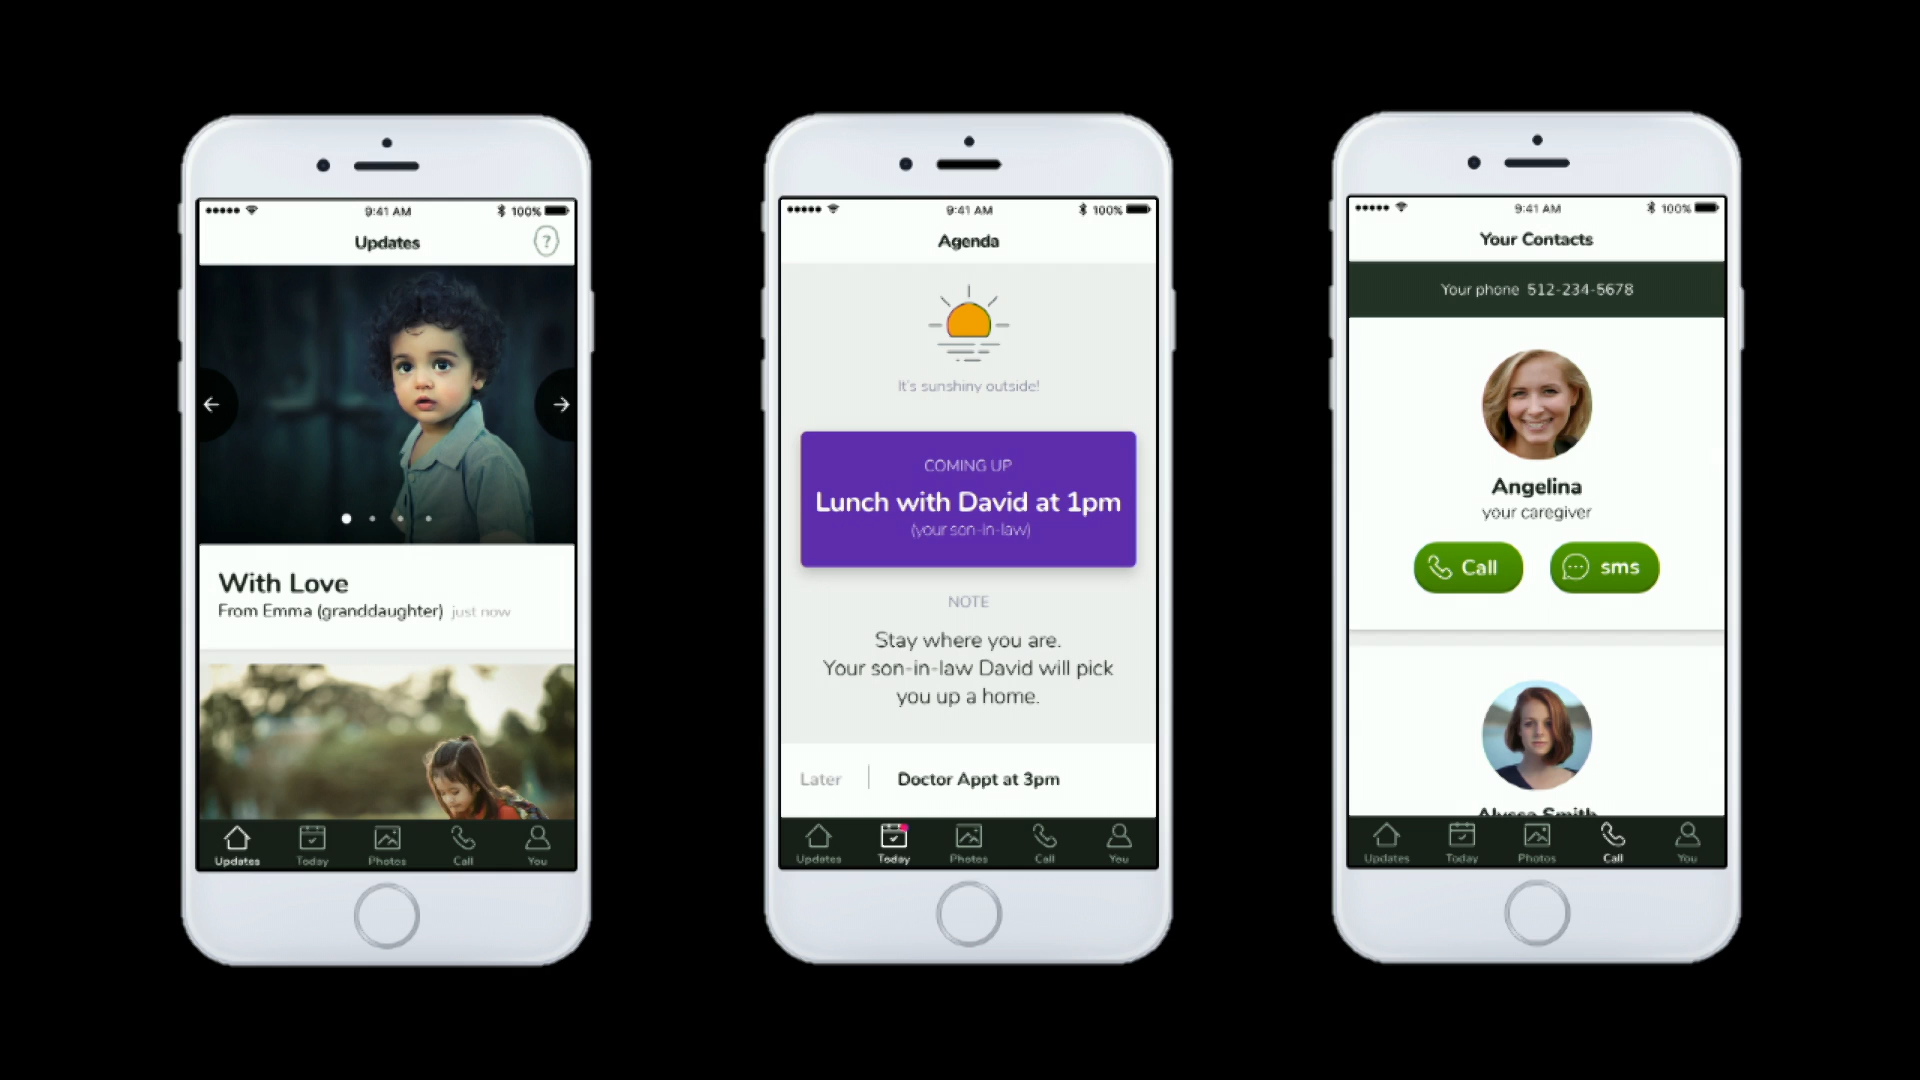 9:41 AM
100%
Updates
?
With Love
From Emma (granddaughter) just now
Updates Today Photos Call You
9:41 AM
100%
Agenda
It's sunshiny outside!
COMING UP
Lunch with David at 1pm
(your son-in-law)
NOTE
Stay where you are.
Your son-in-law David will pick
you up a home.
Later Doctor Appt at 3pm
Updates Today Photos Call You
9:41 AM
100%
Your Contacts
Your phone 512-234-5678
Angelina
your caregiver
Call sms
Alyssa Smith
Updates Today Photos Call You